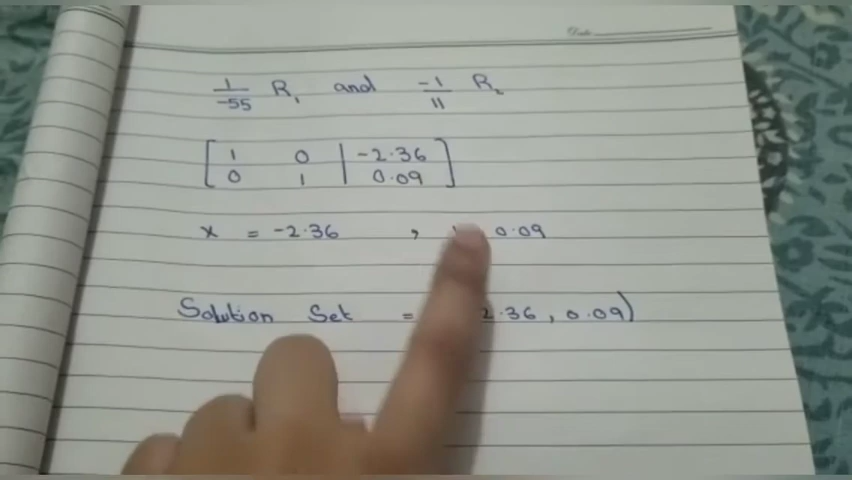 Date
1/-55 R₁ and -1/11 R₂
[ 1 0 | -2.36 ]
[ 0 1 | 0.09 ]
x = -2.36 , 0.09
Solution Set = 2.36, 0.09)